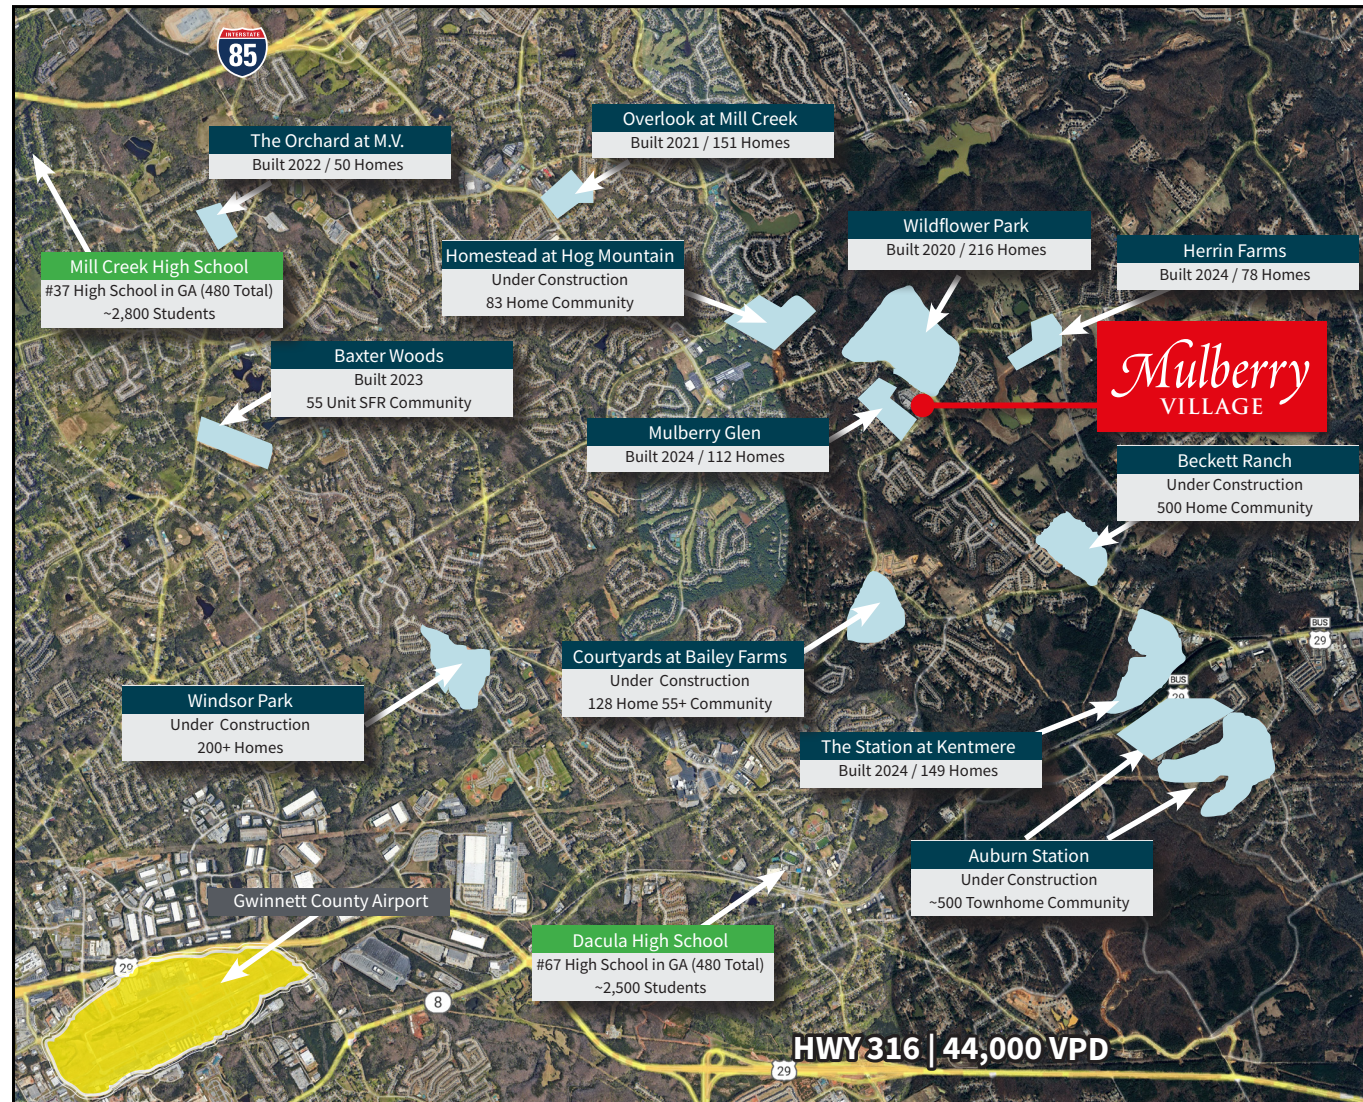 INTERSTATE
85
Overlook at Mill Creek
Built 2021 / 151 Homes
The Orchard at M.V.
Built 2022 / 50 Homes
Wildflower Park
Built 2020 / 216 Homes
Herrin Farms
Built 2024 / 78 Homes
Homestead at Hog Mountain
Under Construction
83 Home Community
Mill Creek High School
#37 High School in GA (480 Total)
~2,800 Students
Mulberry
VILLAGE
Baxter Woods
Built 2023
55 Unit SFR Community
Mulberry Glen
Built 2024 / 112 Homes
Beckett Ranch
Under Construction
500 Home Community
BUS
29
Courtyards at Bailey Farms
Under Construction
128 Home 55+ Community
BUS
29
Windsor Park
Under Construction
200+ Homes
The Station at Kentmere
Built 2024 / 149 Homes
Auburn Station
Under Construction
~500 Townhome Community
Gwinnett County Airport
Dacula High School
#67 High School in GA (480 Total)
~2,500 Students
29
8
HWY 316 | 44,000 VPD
29